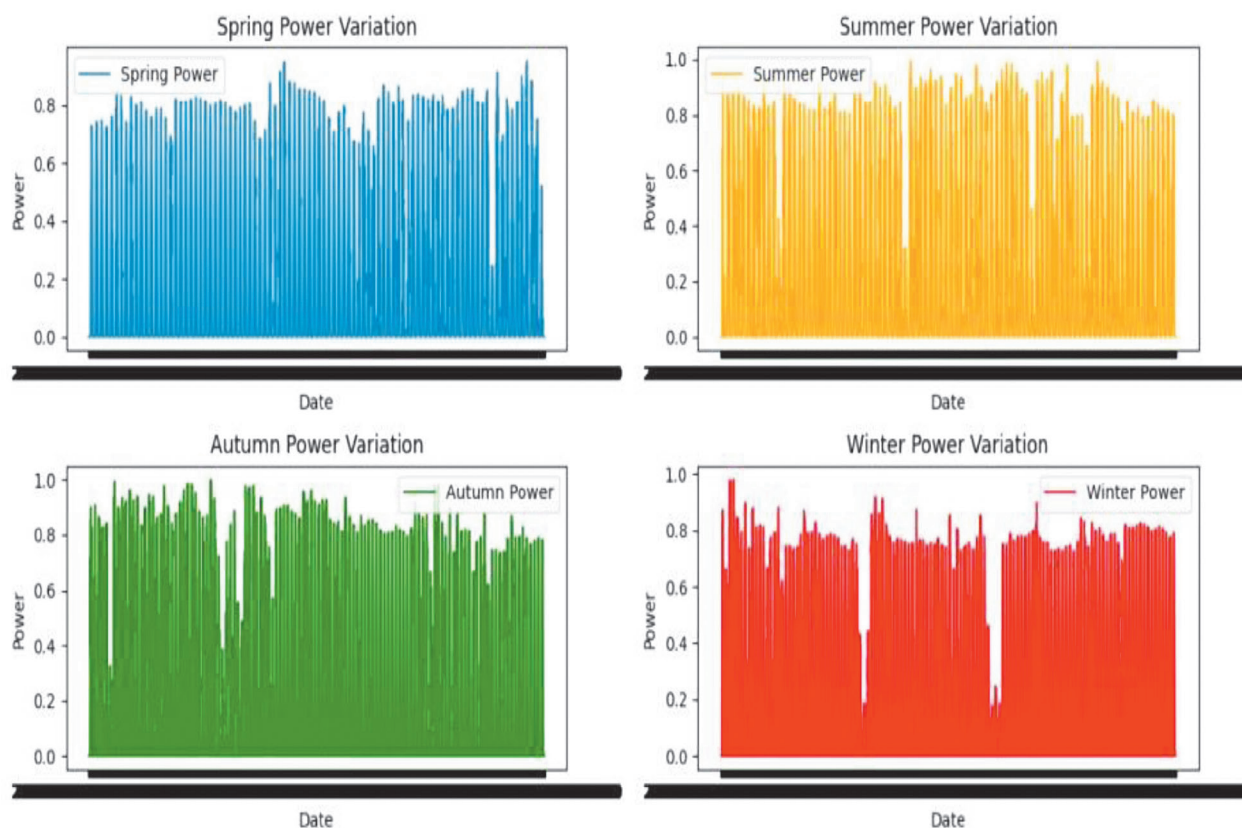 Spring Power Variation
Spring Power
0.8
0.6
0.4
0.2
0.0
Power
Date
Summer Power Variation
Summer Power
1.0
0.8
0.6
0.4
0.2
0.0
Power
Date
Autumn Power Variation
Autumn Power
1.0
0.8
0.6
0.4
0.2
0.0
Power
Date
Winter Power Variation
Winter Power
1.0
0.8
0.6
0.4
0.2
0.0
Power
Date